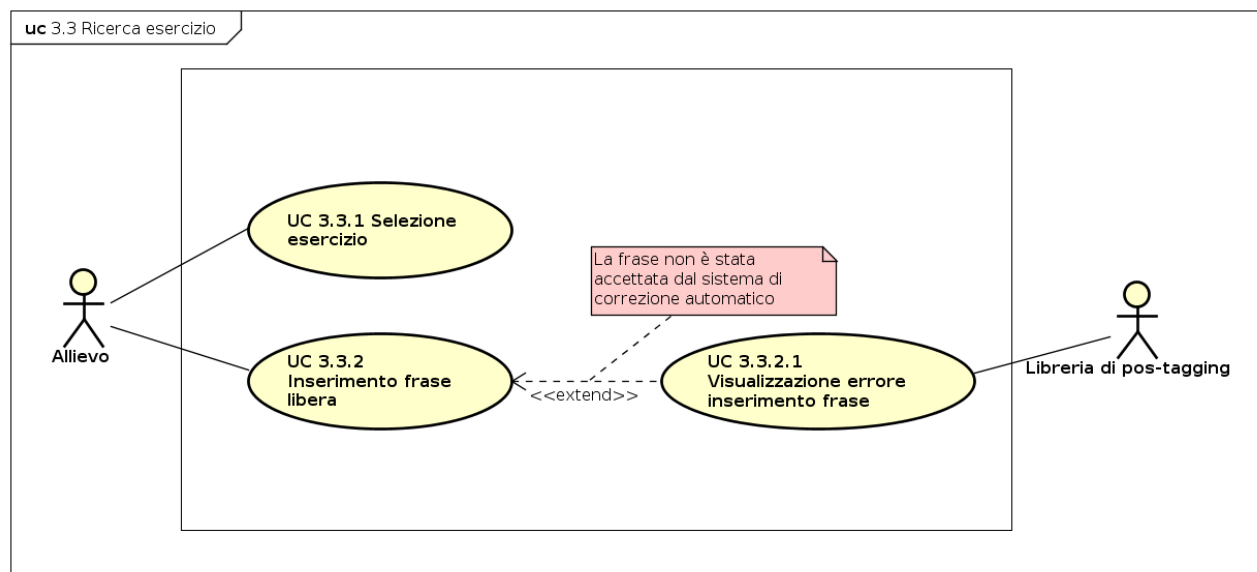 uc 3.3 Ricerca esercizio
UC 3.3.1 Selezione
esercizio
La frase non è stata
accettata dal sistema di
correzione automatico
Allievo
UC 3.3.2
Inserimento frase
libera
<<extend>>
UC 3.3.2.1
Visualizzazione errore
inserimento frase
Libreria di pos-tagging